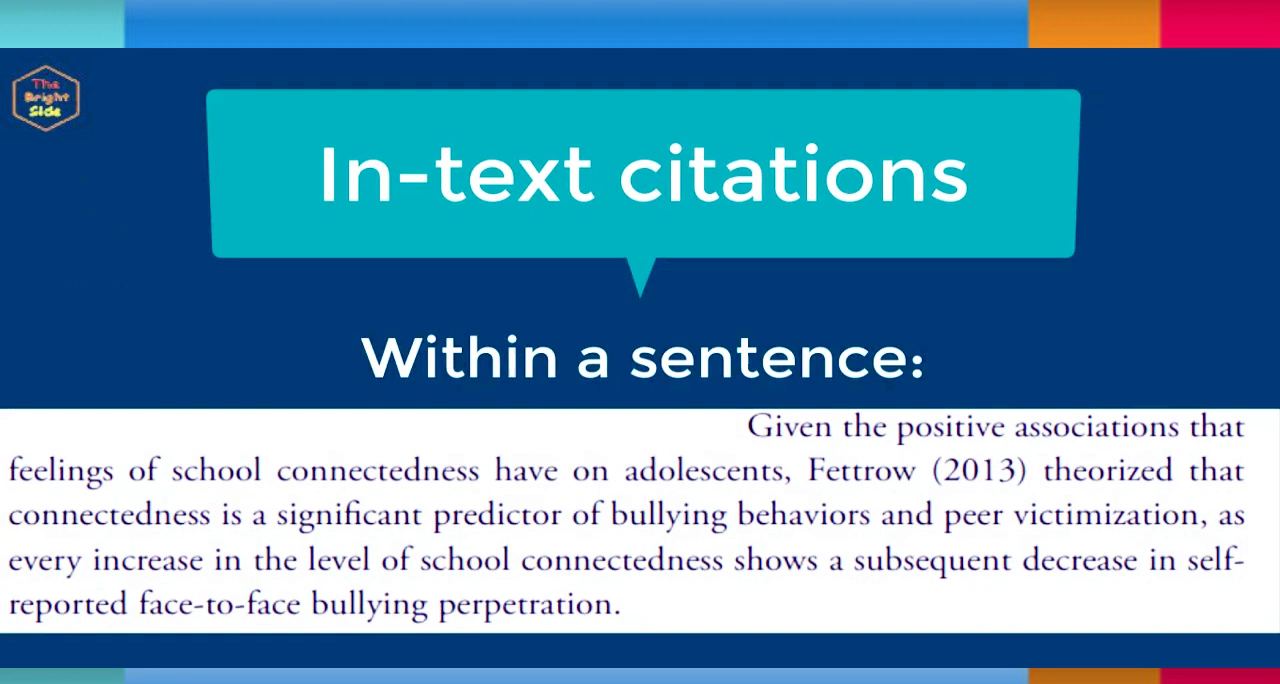 The
Bright
Side
In-text citations
Within a sentence:
Given the positive associations that
feelings of school connectedness have on adolescents, Fettrow (2013) theorized that
connectedness is a significant predictor of bullying behaviors and peer victimization, as
every increase in the level of school connectedness shows a subsequent decrease in self-
reported face-to-face bullying perpetration.